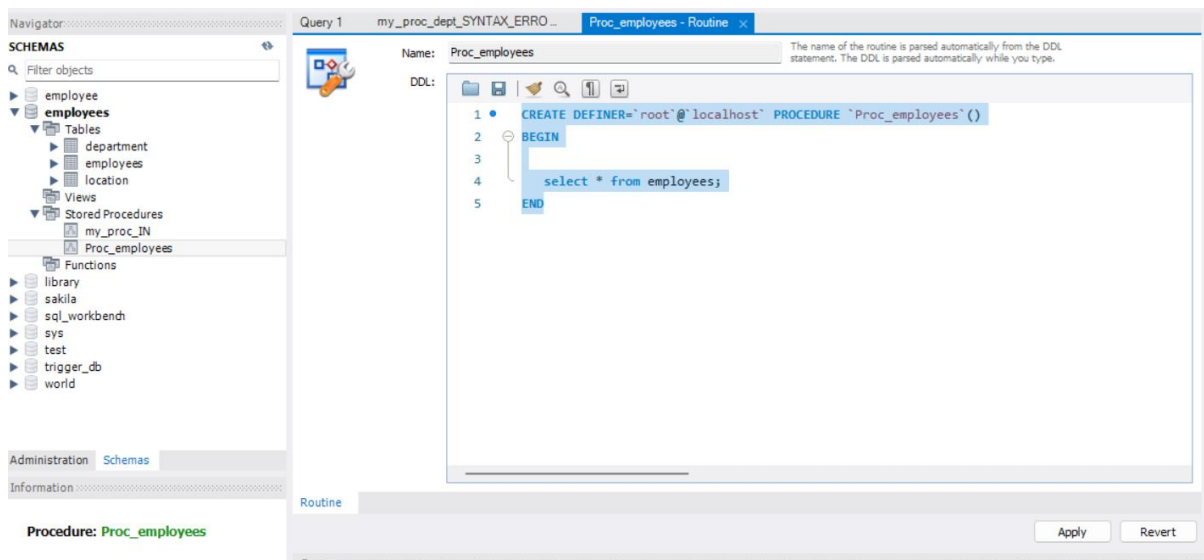 Navigator
SCHEMAS
Filter objects
employee
employees
Tables
department
employees
location
Views
Stored Procedures
my_proc_IN
Proc_employees
Functions
library
sakila
sql_workbench
sys
test
trigger_db
world
Administration Schemas
Information
Procedure: Proc_employees
Query 1 my_proc_dept_SYNTAX_ERRO... Proc_employees - Routine ×
Name: Proc_employees
The name of the routine is parsed automatically from the DDL
statement. The DDL is parsed automatically while you type.
DDL:
1 CREATE DEFINER=`root`@`localhost` PROCEDURE `Proc_employees`()
2 BEGIN
3
4 select * from employees;
5 END
Routine
Apply Revert